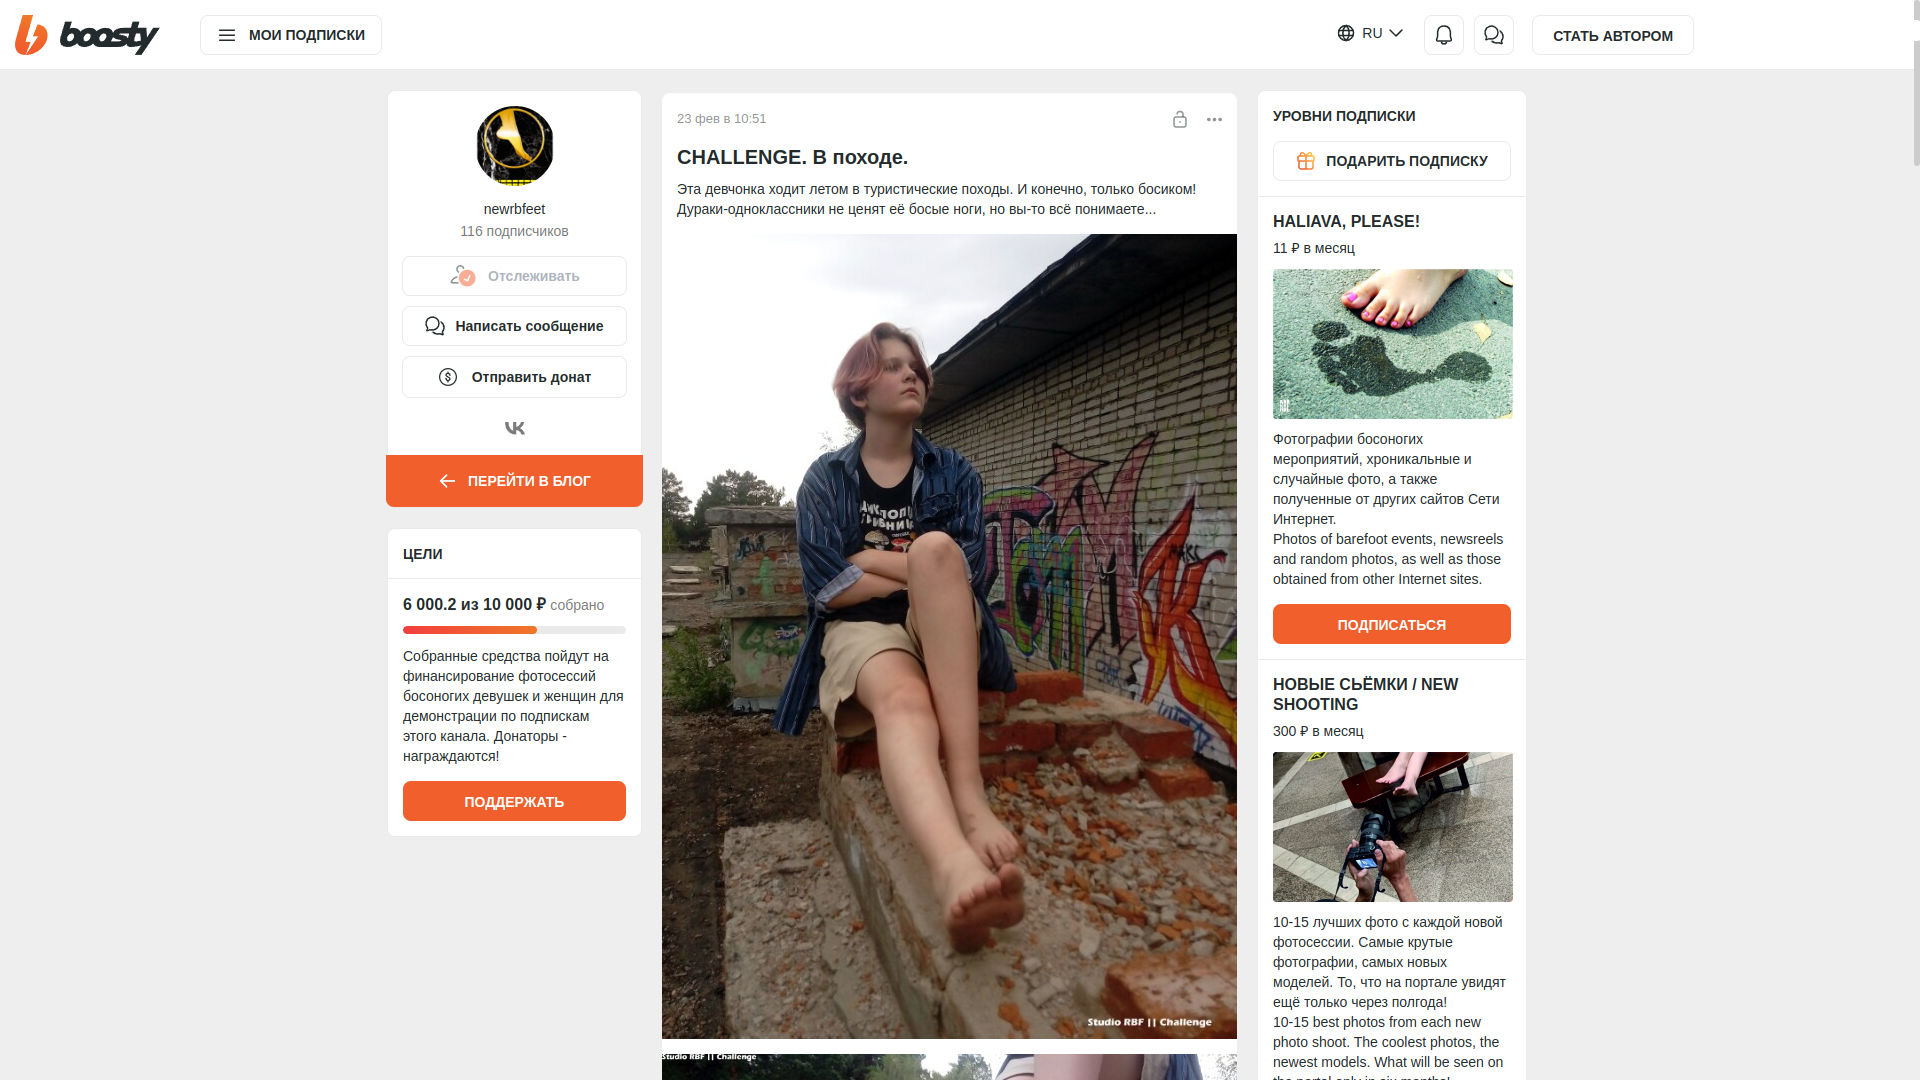 boosty
МОИ ПОДПИСКИ
RU
СТАТЬ АВТОРОМ
newrbfeet
116 подписчиков
Отслеживать
Написать сообщение
Отправить донат
ПЕРЕЙТИ В БЛОГ
ЦЕЛИ
6 000.2 из 10 000 ₽ собрано
Собранные средства пойдут на
финансирование фотосессий
босоногих девушек и женщин для
демонстрации по подпискам
этого канала. Донаторы -
награждаются!
ПОДДЕРЖАТЬ
23 фев в 10:51
CHALLENGE. В походе.
Эта девчонка ходит летом в туристические походы. И конечно, только босиком!
Дураки-одноклассники не ценят её босые ноги, но вы-то всё понимаете...
Studio RBF || Challenge
Studio RBF || Challenge
УРОВНИ ПОДПИСКИ
ПОДАРИТЬ ПОДПИСКУ
HALIAVA, PLEASE!
11 ₽ в месяц
RBF
Фотографии босоногих
мероприятий, хроникальные и
случайные фото, а также
полученные от других сайтов Сети
Интернет.
Photos of barefoot events, newsreels
and random photos, as well as those
obtained from other Internet sites.
ПОДПИСАТЬСЯ
НОВЫЕ СЬЁМКИ / NEW
SHOOTING
300 ₽ в месяц
10-15 лучших фото с каждой новой
фотосессии. Самые крутые
фотографии, самых новых
моделей. То, что на портале увидят
ещё только через полгода!
10-15 best photos from each new
photo shoot. The coolest photos, the
newest models. What will be seen on
the portal only in six months!